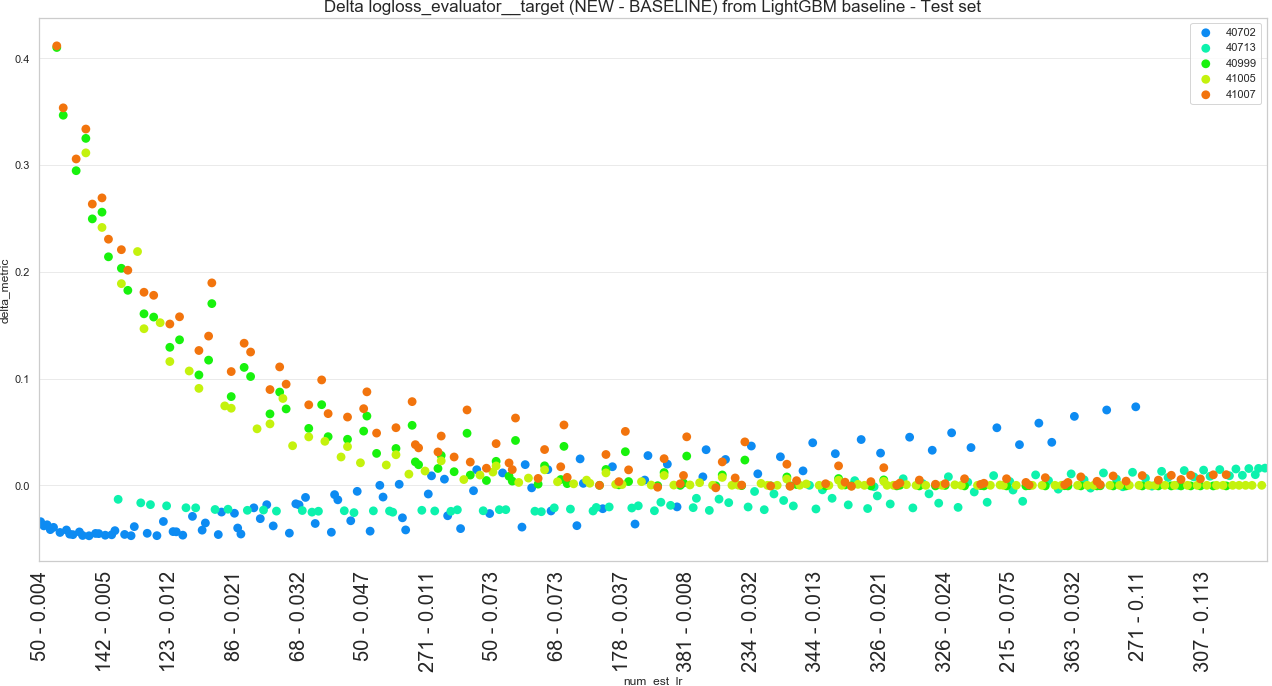 Delta logloss_evaluator__target (NEW - BASELINE) from LightGBM baseline - Test set
40702
40713
40999
41005
41007
delta_metric
0.4
0.3
0.2
0.1
0.0
50 - 0.004
142 - 0.005
123 - 0.012
86 - 0.021
68 - 0.032
50 - 0.047
271 - 0.011
50 - 0.073
68 - 0.073
178 - 0.037
381 - 0.008
234 - 0.032
344 - 0.013
326 - 0.021
326 - 0.024
215 - 0.075
363 - 0.032
271 - 0.11
307 - 0.113
num_est_lr